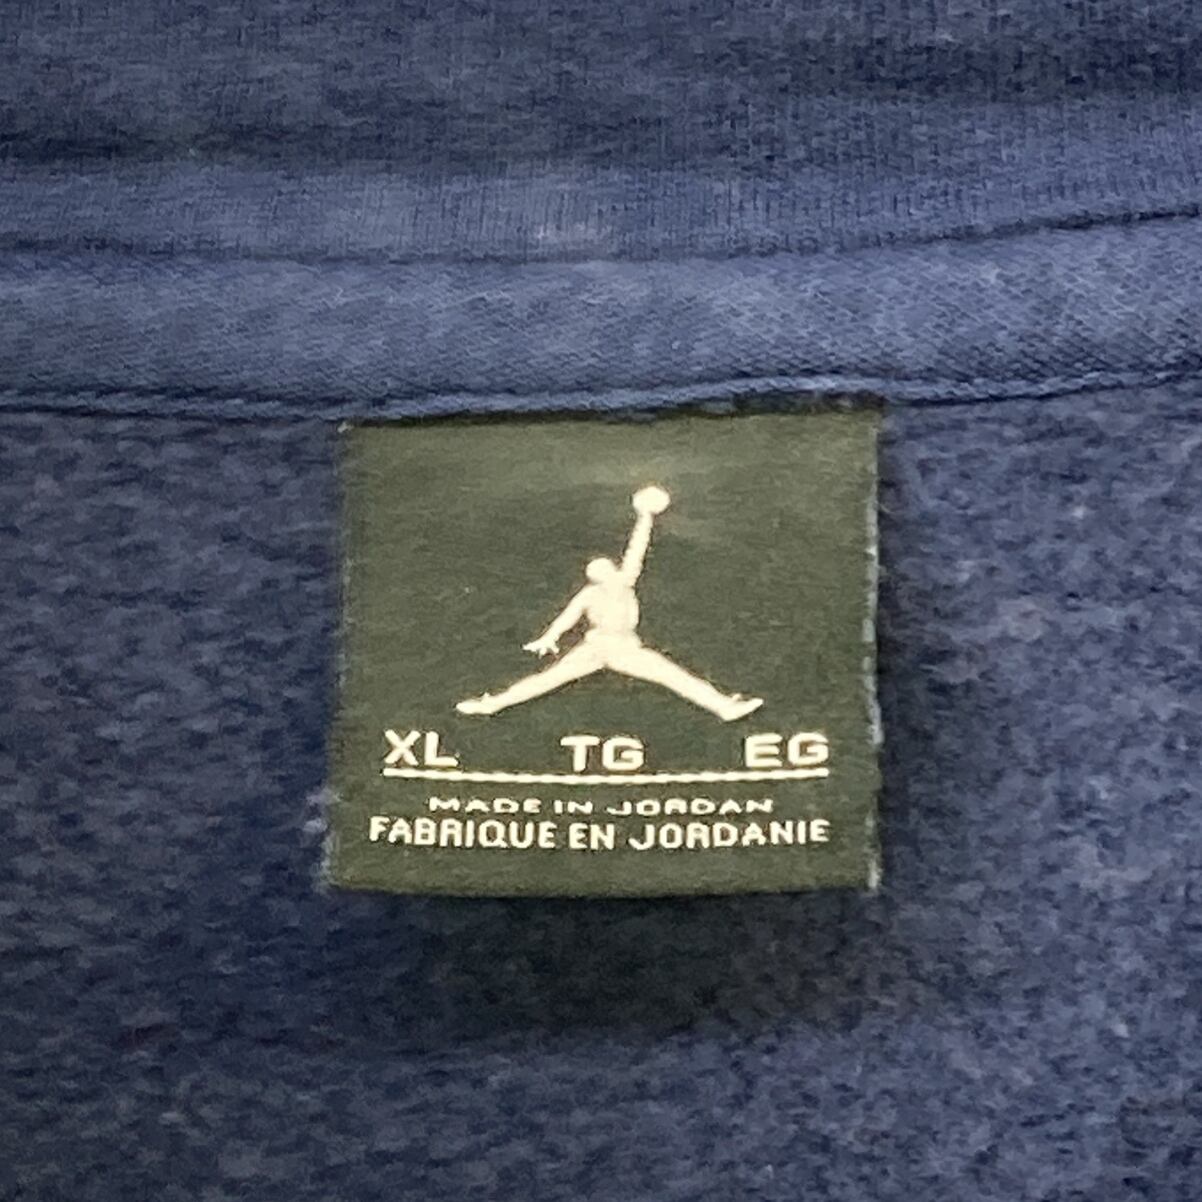 XL TG EG
MADE IN JORDAN
FABRIQUE EN JORDANIE